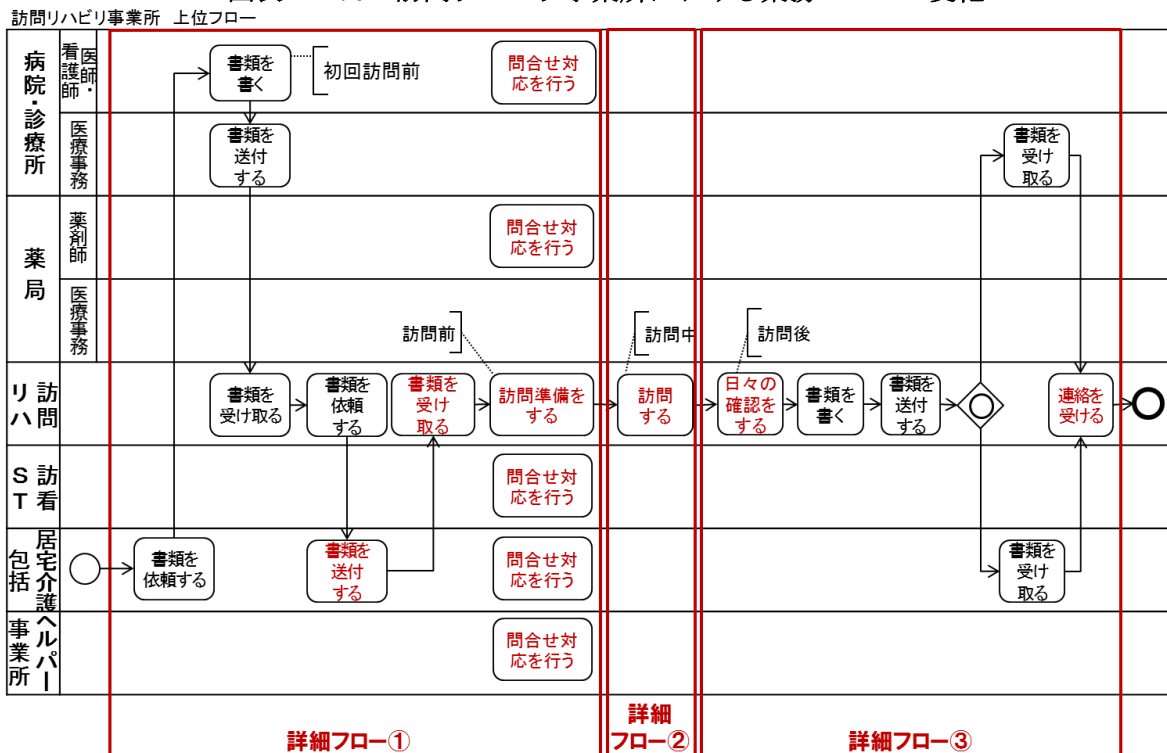 訪問リハビリ事業所 上位フロー
病院・診療所
医師・
看護師
書類を
書く
初回訪問前
問合せ対
応を行う
医療事務
書類を
送付
する
書類を
受け
取る
薬局
薬剤師
問合せ対
応を行う
医療事務
訪問前
訪問中
訪問後
訪問
リハ
書類を
受け取る
書類を
依頼
する
書類を
受け
取る
訪問準備を
する
訪問
する
日々の
確認を
する
書類を
書く
書類を
送付
する
連絡を
受ける
訪看
ST
問合せ対
応を行う
居宅介護
包括
書類を
依頼する
書類を
送付
する
問合せ対
応を行う
書類を
受け
取る
ヘルパー
事業所
問合せ対
応を行う
詳細フロー①
詳細
フロー②
詳細フロー③